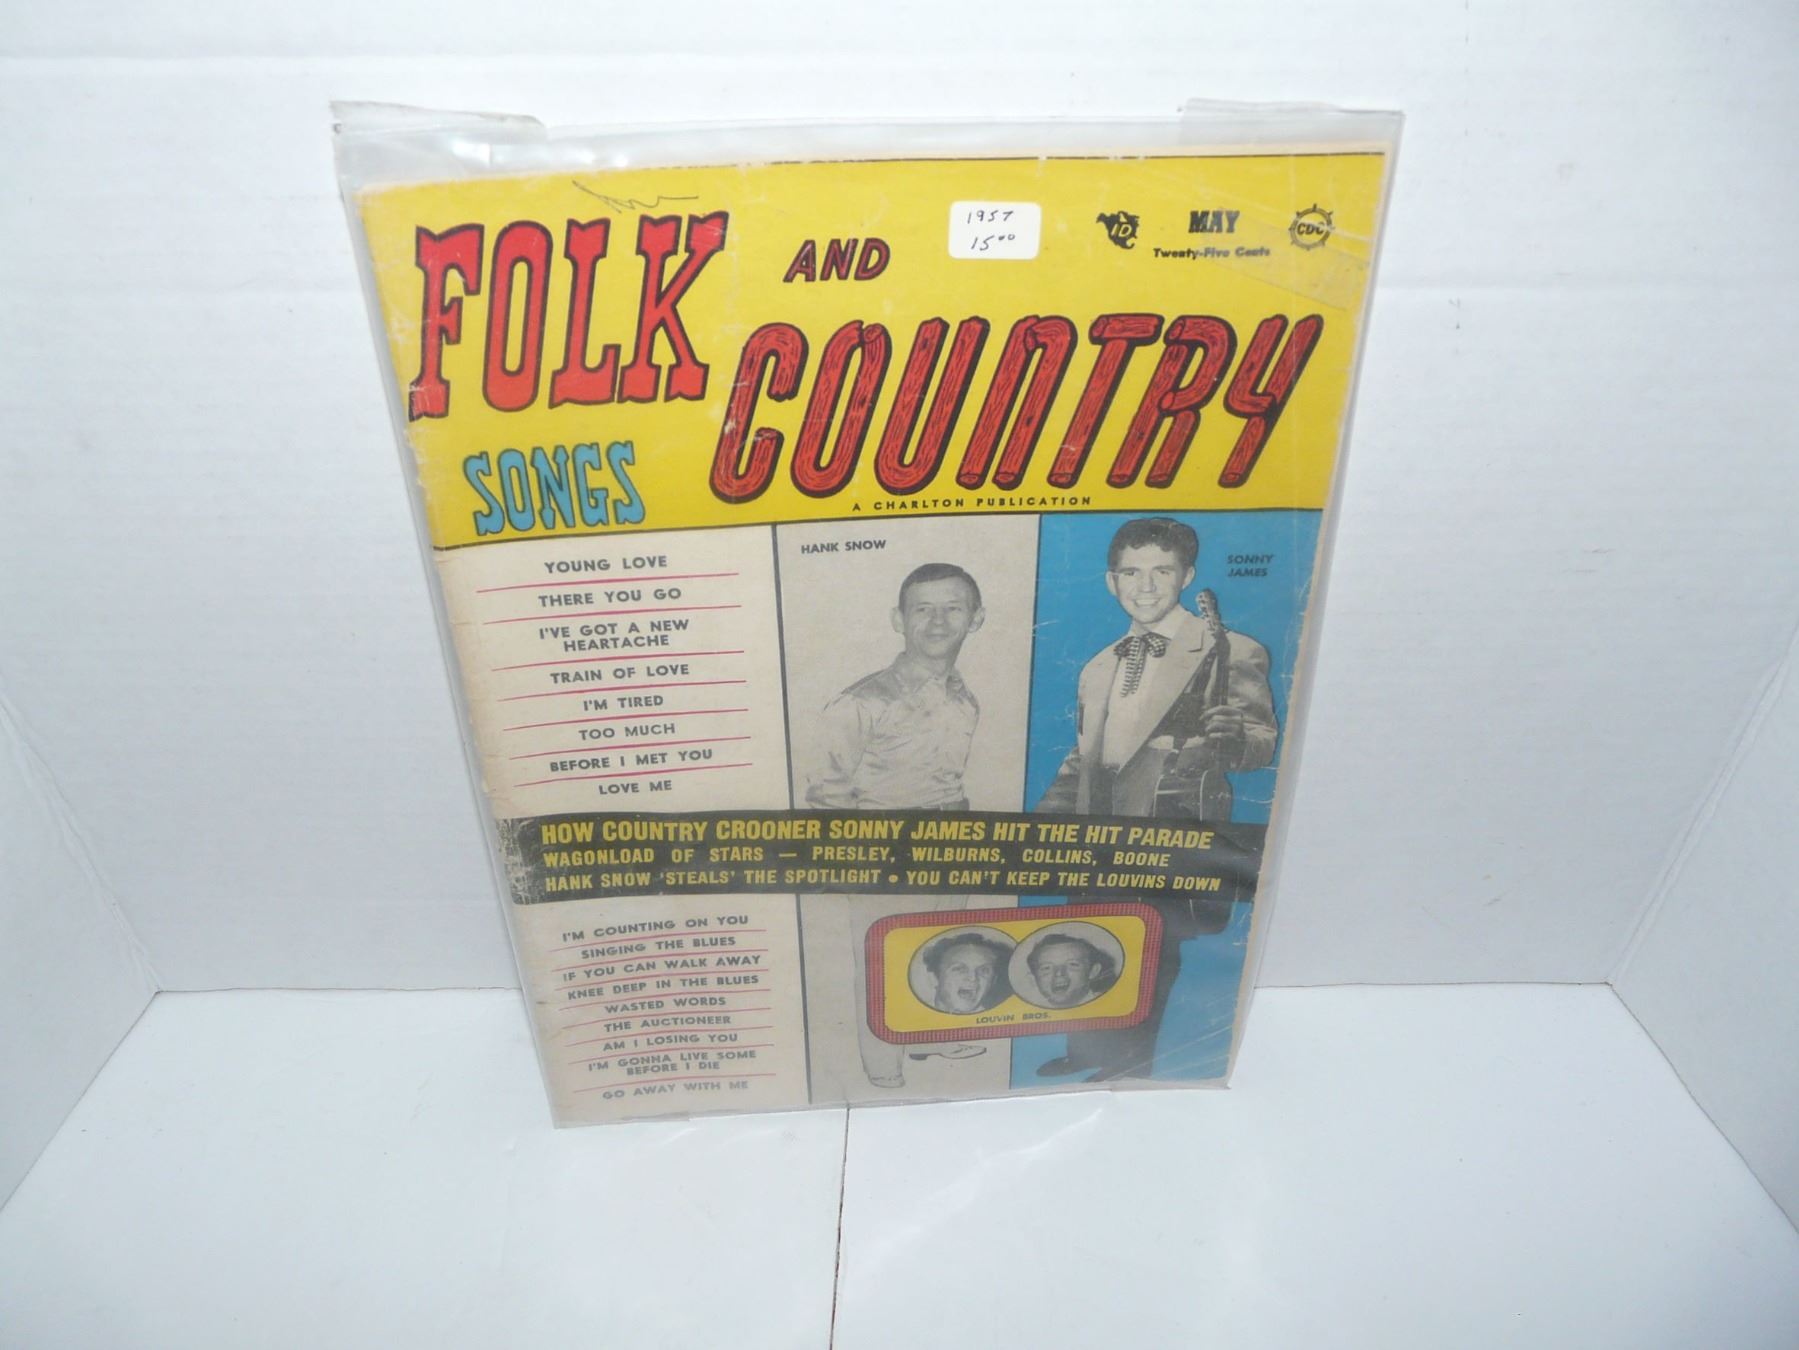 FOLK AND COUNTRY SONGS
1957
15.00
ID
MAY
Twenty-Five Cents
CDC
A CHARLTON PUBLICATION
YOUNG LOVE
THERE YOU GO
I'VE GOT A NEW
HEARTACHE
TRAIN OF LOVE
I'M TIRED
TOO MUCH
BEFORE I MET YOU
LOVE ME
HANK SNOW
SONNY
JAMES
HOW COUNTRY CROONER SONNY JAMES HIT THE HIT PARADE
WAGONLOAD OF STARS — PRESLEY, WILBURNS, COLLINS, BOONE
HANK SNOW 'STEALS' THE SPOTLIGHT • YOU CAN'T KEEP THE LOUVINS DOWN
I'M COUNTING ON YOU
SINGING THE BLUES
IF YOU CAN WALK AWAY
KNEE DEEP IN THE BLUES
WASTED WORDS
THE AUCTIONEER
AM I LOSING YOU
I'M GONNA LIVE SOME
BEFORE I DIE
GO AWAY WITH ME
LOUVIN BROS.